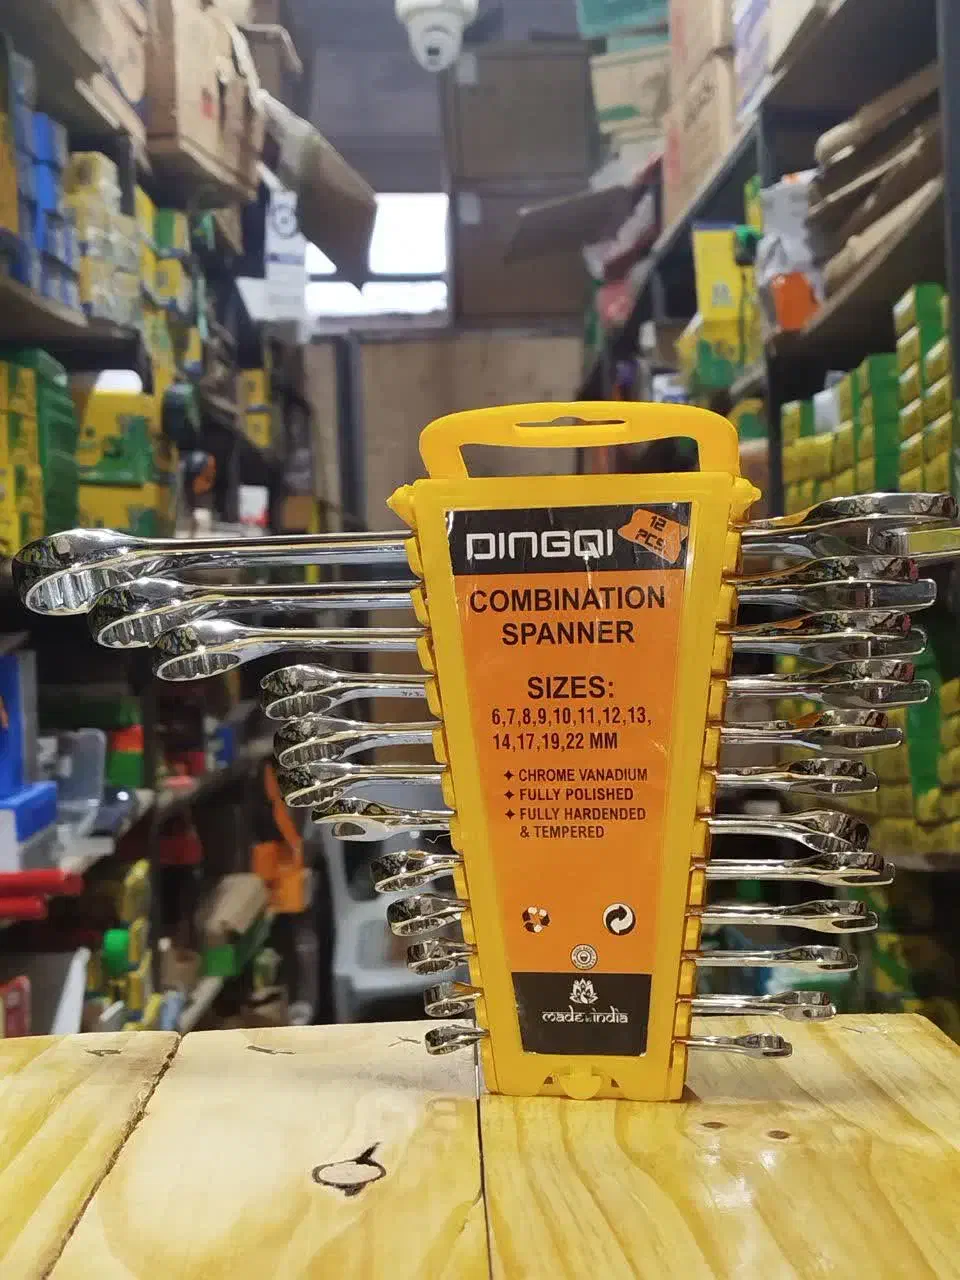 DINGQI
12
PCS
COMBINATION
SPANNER
SIZES:
6,7,8,9,10,11,12,13,
14,17,19,22 MM
✦ CHROME VANADIUM
✦ FULLY POLISHED
✦ FULLY HARDENDED
& TEMPERED
made in india